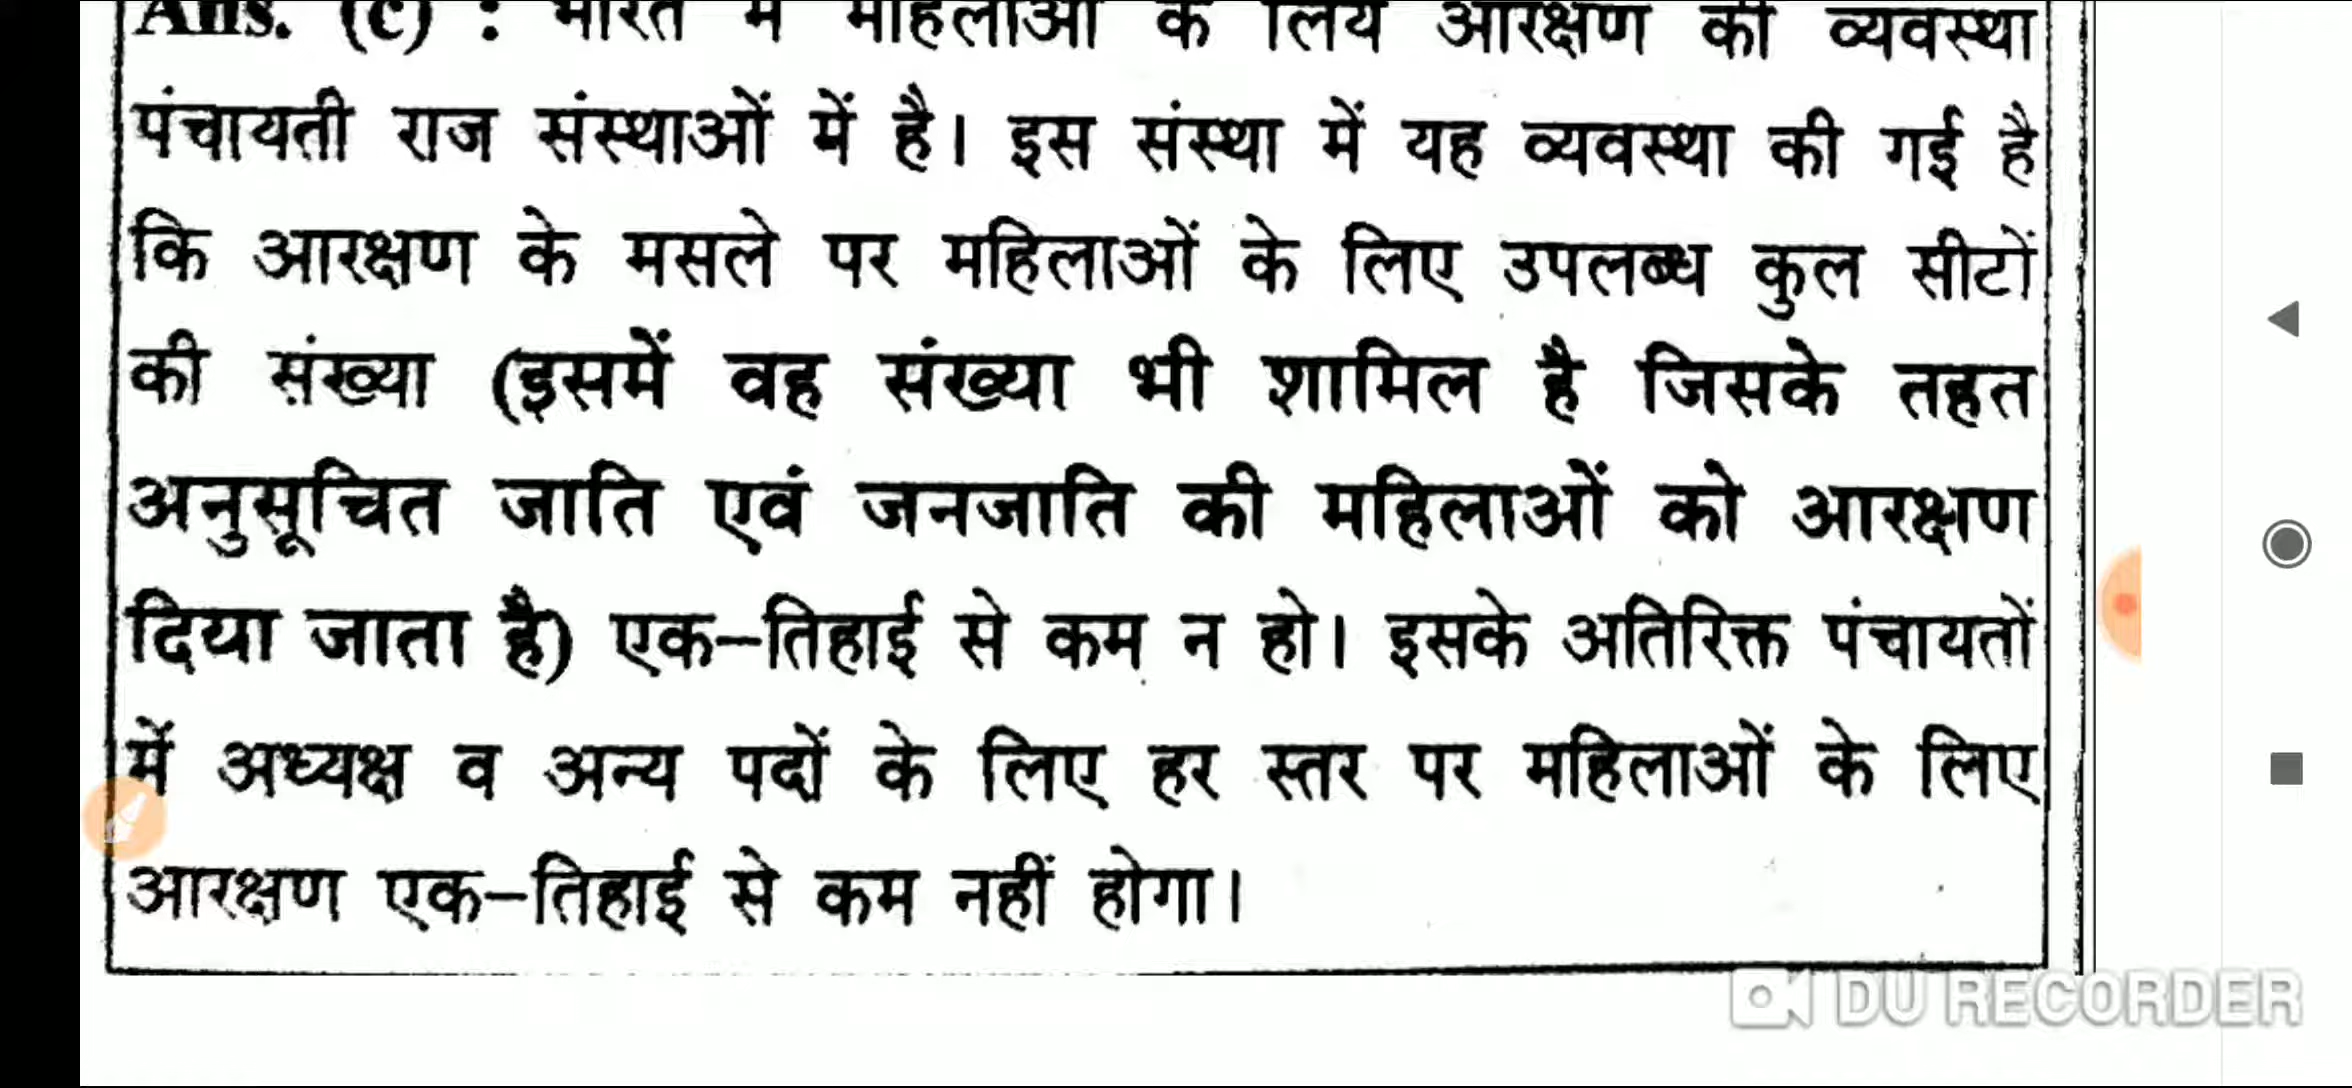 Ans. (c) : भारत में महिलाओं के लिये आरक्षण की व्यवस्था
पंचायती राज संस्थाओं में है। इस संस्था में यह व्यवस्था की गई है
कि आरक्षण के मसले पर महिलाओं के लिए उपलब्ध कुल सीटों
की संख्या (इसमें वह संख्या भी शामिल है जिसके तहत
अनुसूचित जाति एवं जनजाति की महिलाओं को आरक्षण
दिया जाता है) एक–तिहाई से कम न हो। इसके अतिरिक्त पंचायतों
में अध्यक्ष व अन्य पदों के लिए हर स्तर पर महिलाओं के लिए
आरक्षण एक–तिहाई से कम नहीं होगा।
DU RECORDER